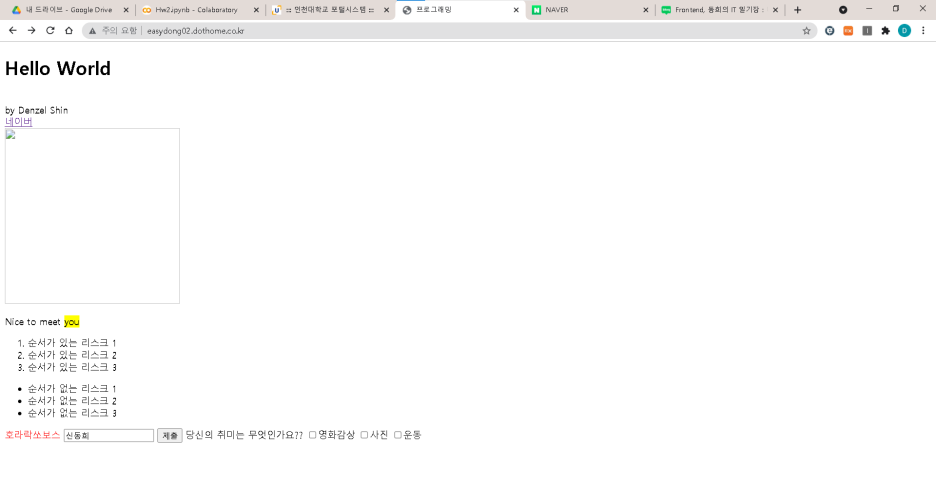 내 드라이브 - Google Drive
Hw2.ipynb - Colaboratory
::: 인천대학교 포털시스템 :::
프로그래밍
NAVER
Frontend, 동희의 IT 일기장 :
주의 요함 | easydong02.dothome.co.kr
D
Hello World
by Denzel Shin
네이버
Nice to meet you
1. 순서가 있는 리스크 1
2. 순서가 있는 리스크 2
3. 순서가 있는 리스크 3
• 순서가 없는 리스크 1
• 순서가 없는 리스크 2
• 순서가 없는 리스크 3
호라락쏘보스 신동희 제출 당신의 취미는 무엇인가요?? 영화감상 사진 운동